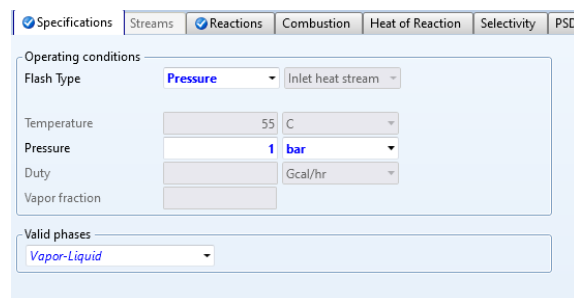 Specifications Streams Reactions Combustion Heat of Reaction Selectivity PSD
Operating conditions
Flash Type Pressure Inlet heat stream
Temperature 55 C
Pressure 1 bar
Duty Gcal/hr
Vapor fraction
Valid phases
Vapor-Liquid